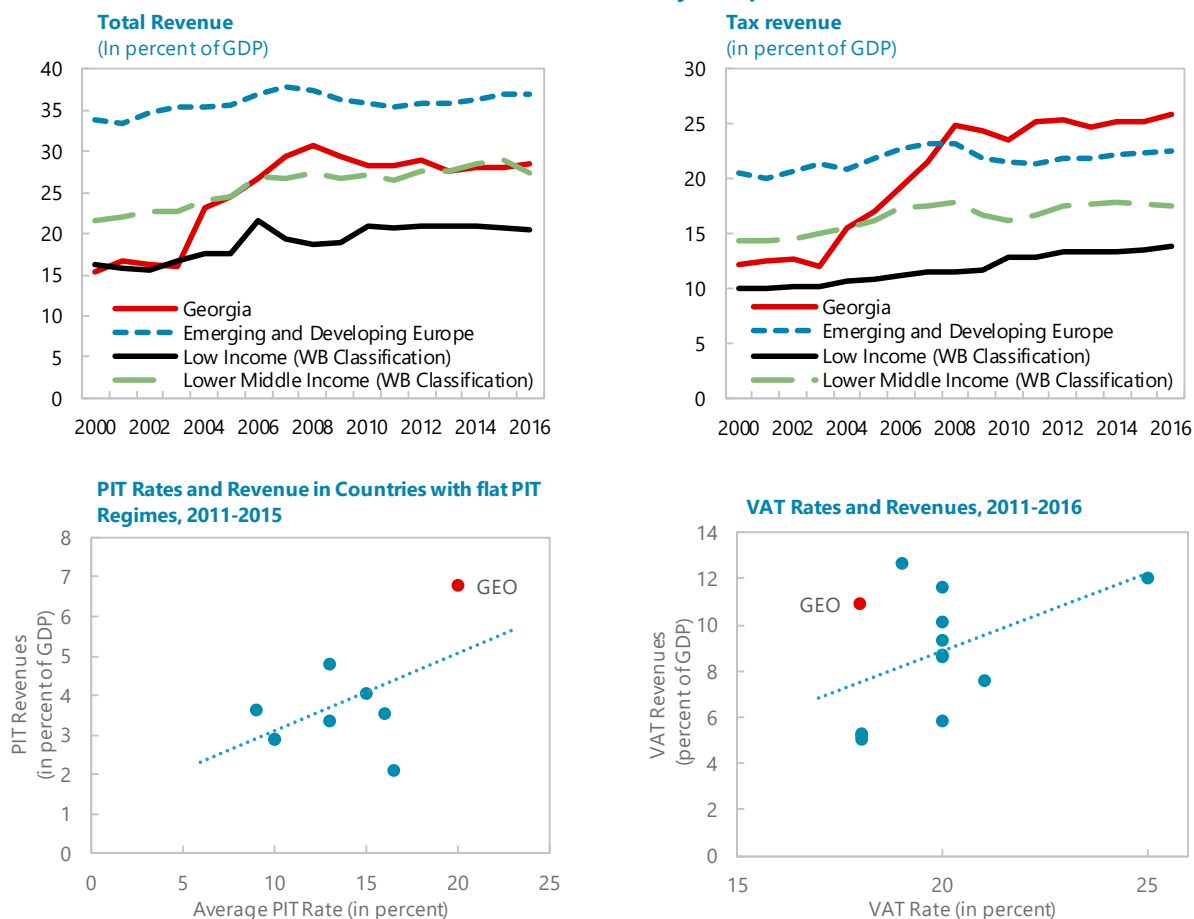 Total Revenue
(In percent of GDP)
40
35
30
25
20
15
10
5
0
Georgia
Emerging and Developing Europe
Low Income (WB Classification)
Lower Middle Income (WB Classification)
2000 2002 2004 2006 2008 2010 2012 2014 2016
Tax revenue
(in percent of GDP)
30
25
20
15
10
5
0
Georgia
Emerging and Developing Europe
Low Income (WB Classification)
Lower Middle Income (WB Classification)
2000 2002 2004 2006 2008 2010 2012 2014 2016
PIT Rates and Revenue in Countries with flat PIT
Regimes, 2011-2015
PIT Revenues
(in percent of GDP)
8
7
6
5
4
3
2
1
0
GEO
0 5 10 15 20 25
Average PIT Rate (in percent)
VAT Rates and Revenues, 2011-2016
VAT Revenues
(percent of GDP)
14
12
10
8
6
4
2
0
GEO
15 20 25
VAT Rate (in percent)